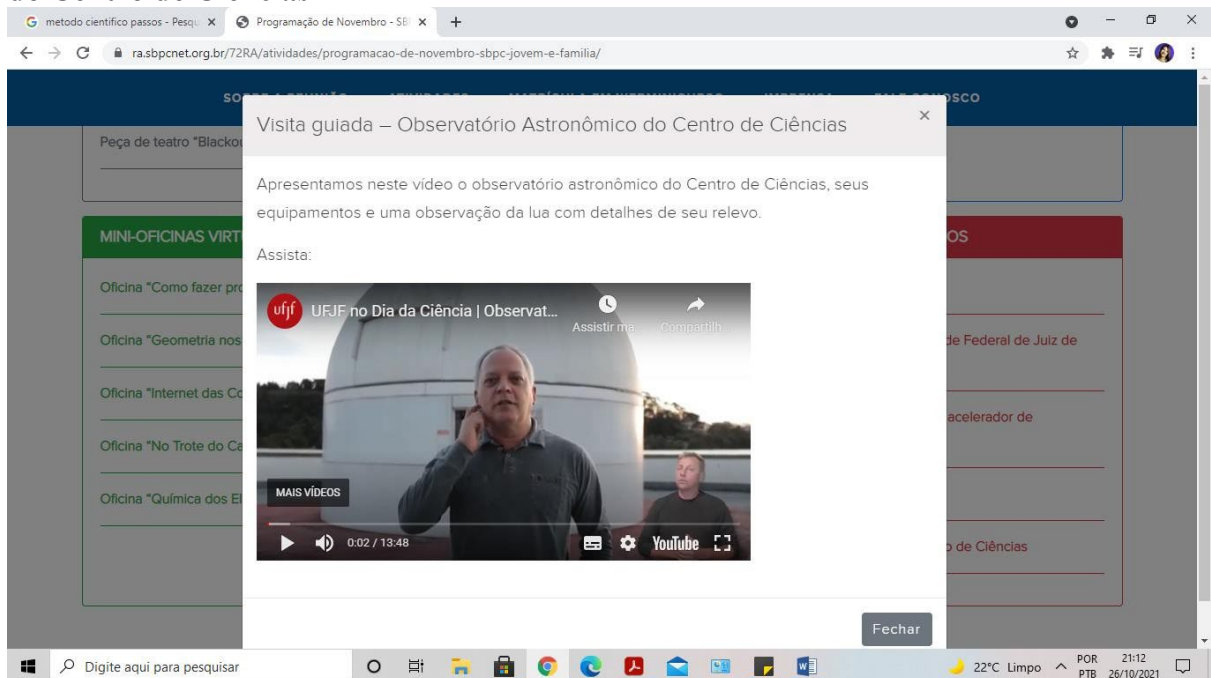 metodo cientifico passos - Pesqu
Programação de Novembro - SB
ra.sbpcnet.org.br/72RA/atividades/programacao-de-novembro-sbpc-jovem-e-familia/
Visita guiada – Observatório Astronômico do Centro de Ciências
Peça de teatro "Blackou
Apresentamos neste vídeo o observatório astronômico do Centro de Ciências, seus
equipamentos e uma observação da lua com detalhes de seu relevo.
Assista:
MINI-OFICINAS VIRT
OS
Oficina "Como fazer pro
Oficina "Geometria nos
de Federal de Juiz de
Oficina "Internet das Co
acelerador de
Oficina "No Trote do Ca
Oficina "Química dos El
de Ciências
ufjf UFJF no Dia da Ciência | Observat...
Assistir ma
Compartilh
MAIS VÍDEOS
0:02 / 13:48
YouTube
Fechar
Digite aqui para pesquisar
22°C Limpo
POR
PTB
21:12
26/10/2021